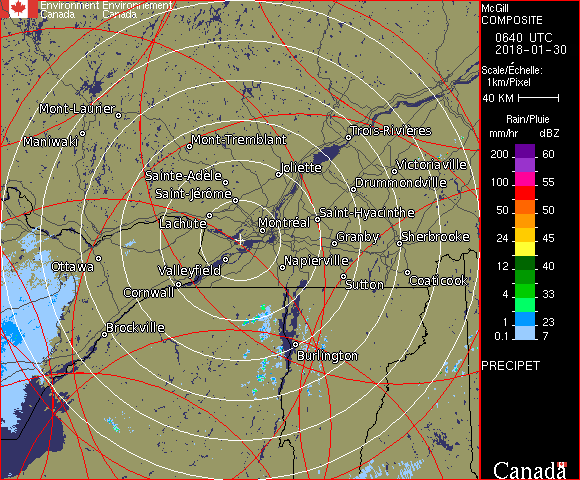 Environment Environnement
Canada Canada
McGill
COMPOSITE
0640 UTC
2018-01-30
Scale/Échelle:
1km/Pixel
40 KM
Rain/Pluie
mm/hr dBZ
200 60
100 55
50 50
24 45
12 40
4 33
1 23
0.1 7
PRECIPET
Canada
Mont-Laurier
Maniwaki
Mont-Tremblant
Trois-Rivières
Sainte-Adèle
Joliette
Victoriaville
Saint-Jérôme
Drummondville
Lachute
Montréal
Saint-Hyacinthe
Granby
Sherbrooke
Ottawa
Valleyfield
Napierville
Cornwall
Sutton
Coaticook
Brockville
Burlington